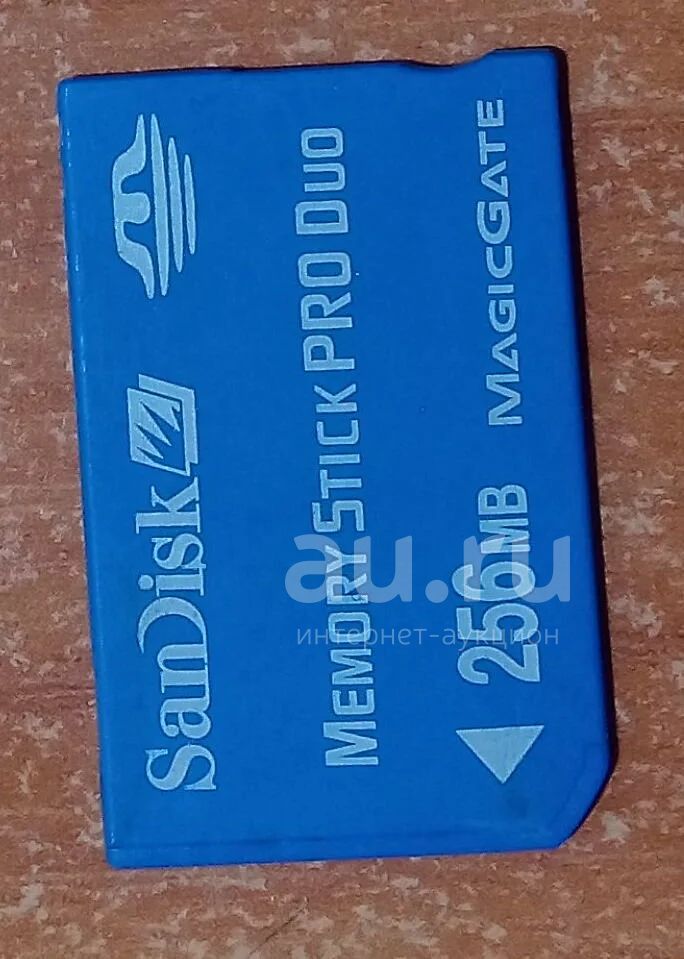 SanDisk
MEMORY STICK PRO DUO
256MB MAGICGATE
au.ru
интернет-аукцион